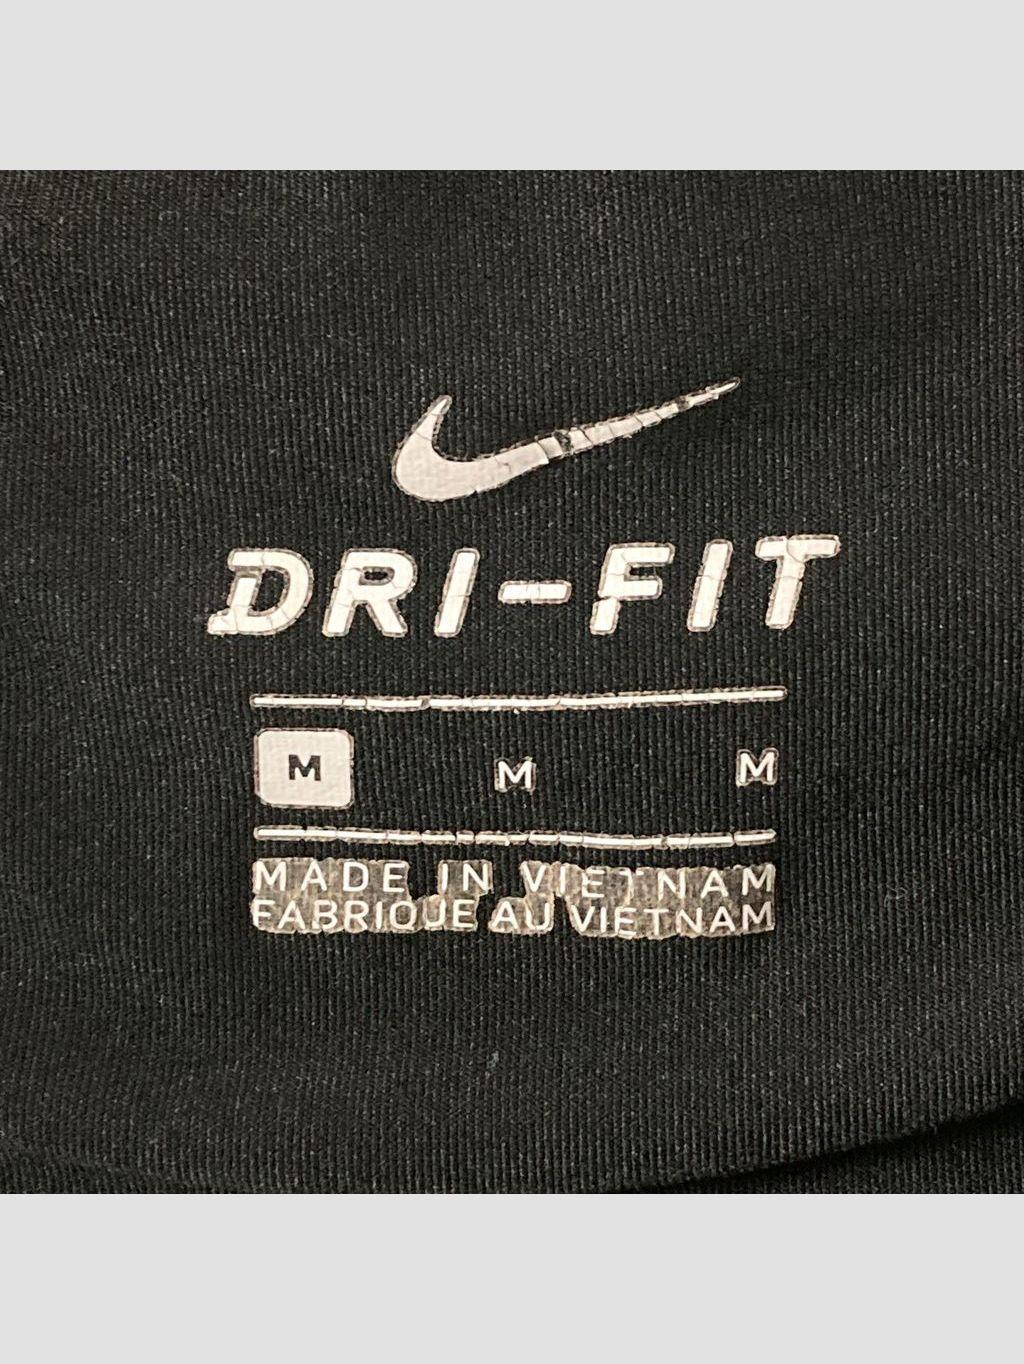 DRI-FIT
M M M
MADE IN VIETNAM
FABRIQUE AU VIETNAM